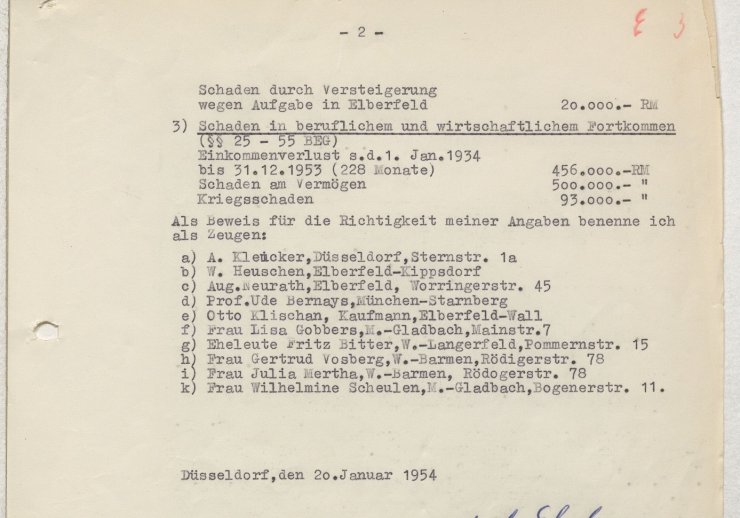 - 2 -
E 3
Schaden durch Versteigerung
wegen Aufgabe in Elberfeld 20.000.- RM
3) Schaden in beruflichem und wirtschaftlichem Fortkommen
(§§ 25 - 55 BEG)
Einkommenverlust s.d.1. Jan.1934
bis 31.12.1953 (228 Monate) 456.000.-RM
Schaden am Vermögen 500.000.- "
Kriegsschaden 93.000.- "
Als Beweis für die Richtigkeit meiner Angaben benenne ich
als Zeugen:
a) A. Kleucker,Düsseldorf,Sternstr. 1a
b) W. Heuschen,Elberfeld-Kippsdorf
c) Aug.Neurath,Elberfeld, Worringerstr. 45
d) Prof.Ude Bernays,München-Starnberg
e) Otto Klischan, Kaufmann,Elberfeld-Wall
f) Frau Lisa Gobbers,M.-Gladbach,Mainstr.7
g) Eheleute Fritz Bitter,W.-Langerfeld,Pommernstr. 15
h) Frau Gertrud Vosberg,W.-Barmen,Rödigerstr. 78
i) Frau Julia Mertha,W.-Barmen, Rödogerstr. 78
k) Frau Wilhelmine Scheulen,M.-Gladbach,Bogenerstr. 11.
Düsseldorf,den 20.Januar 1954